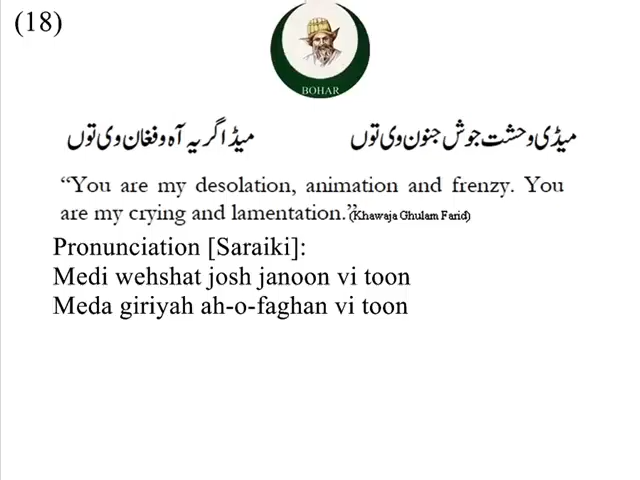 (18)
BOHAR
میڈی وحشت جوش جنون وی توں
میڈا گریہ آہ و فغان وی توں
“You are my desolation, animation and frenzy. You
are my crying and lamentation.” (Khawaja Ghulam Farid)
Pronunciation [Saraiki]:
Medi wehshat josh janoon vi toon
Meda giriyah ah-o-faghan vi toon